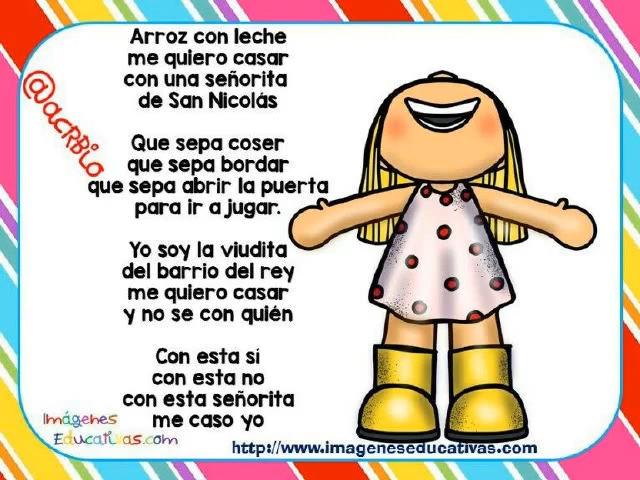 Arroz con leche
me quiero casar
con una señorita
de San Nicolás
Que sepa coser
que sepa bordar
que sepa abrir la puerta
para ir a jugar.
Yo soy la viudita
del barrio del rey
me quiero casar
y no se con quién
Con esta sí
con esta no
con esta señorita
me caso yo
@acRBio
Imágenes
Educativas.com
http://www.imageneseducativas.com